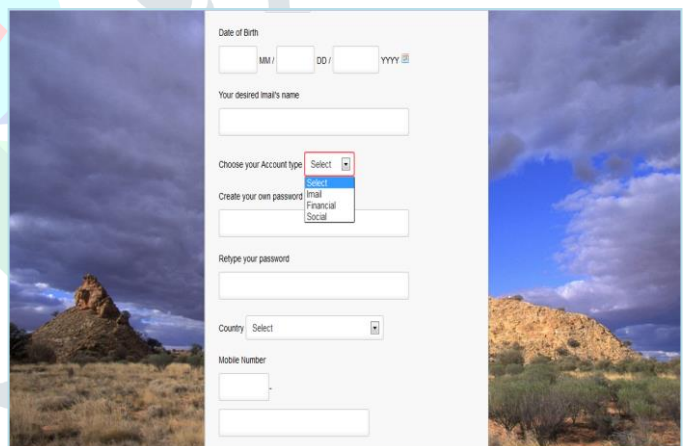 Date of Birth
MM / DD / YYYY
Your desired Imail's name
Choose your Account type Select
Select
Imail
Create your own password
Financial
Social
Retype your password
Country Select
Mobile Number
-